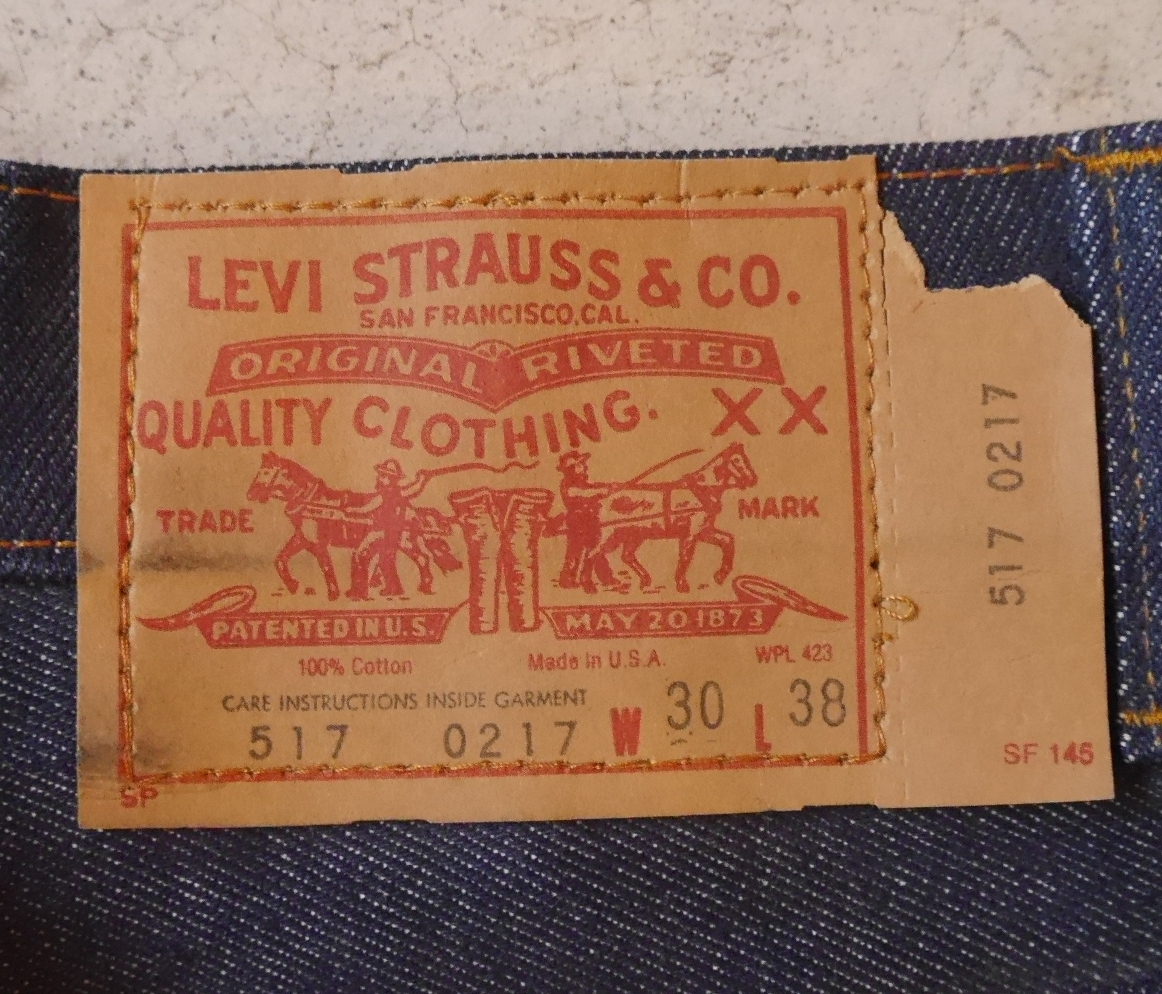 LEVI STRAUSS & CO.
SAN FRANCISCO, CAL.
ORIGINAL RIVETED
QUALITY CLOTHING. XX
TRADE MARK
PATENTED IN U.S. MAY 20 1873
100% Cotton Made in U.S.A. WPL 423
CARE INSTRUCTIONS INSIDE GARMENT
517 0217 W 30 L 38
SP
517 0217
SF 145